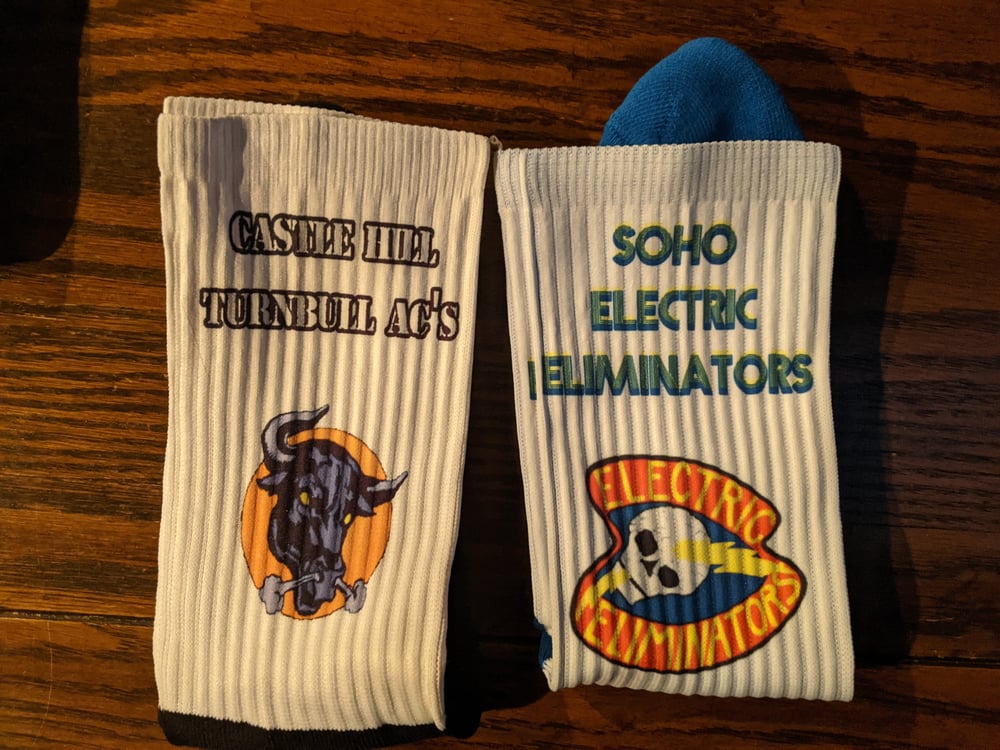 CASTLE HILL
TURNBULL AC'S
SOHO
ELECTRIC
ELIMINATORS
ELECTRIC
ELIMINATORS